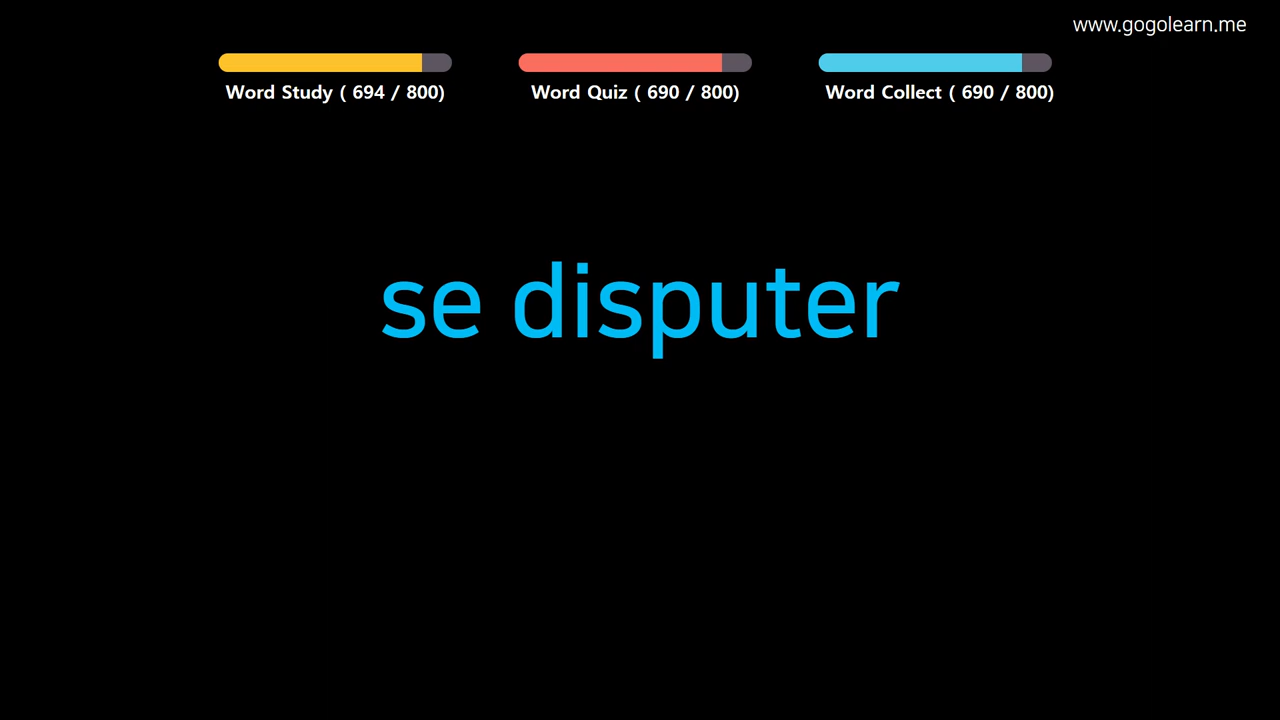 www.gogolearn.me
Word Study ( 694 / 800)
Word Quiz ( 690 / 800)
Word Collect ( 690 / 800)
se disputer